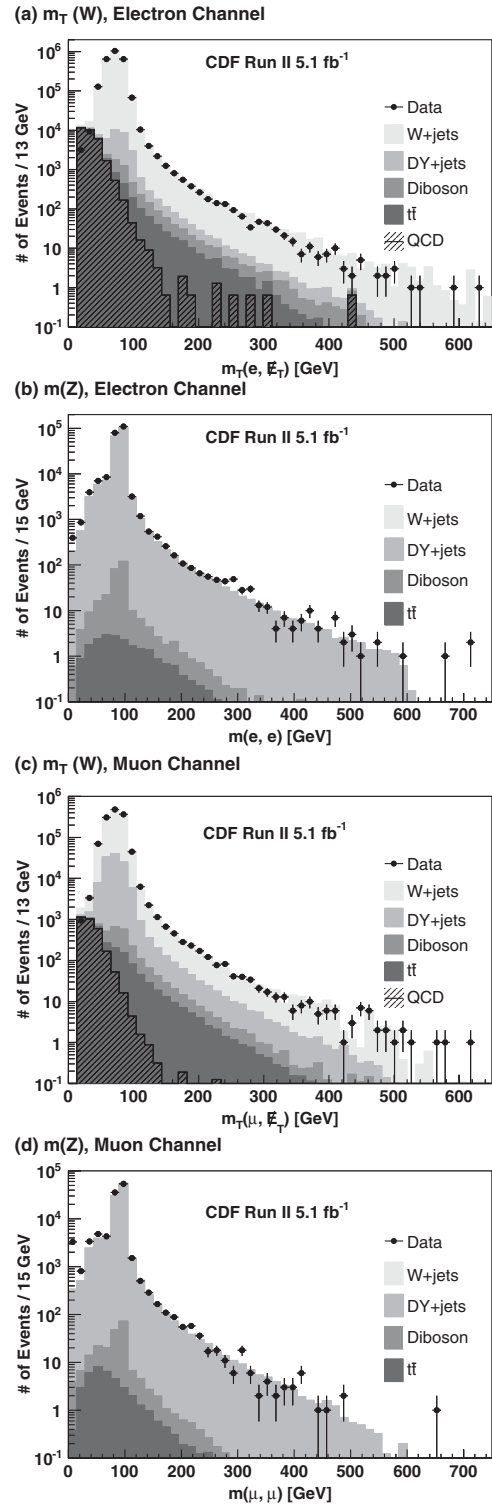 (a) m_T (W), Electron Channel
# of Events / 13 GeV
10^6
10^5
10^4
10^3
10^2
10
1
10^-1
CDF Run II 5.1 fb^-1
Data
W+jets
DY+jets
Diboson
tt̄
QCD
0 100 200 300 400 500 600
m_T(e, E̸_T) [GeV]
(b) m(Z), Electron Channel
# of Events / 15 GeV
10^5
10^4
10^3
10^2
10
1
10^-1
CDF Run II 5.1 fb^-1
Data
W+jets
DY+jets
Diboson
tt̄
0 100 200 300 400 500 600 700
m(e, e) [GeV]
(c) m_T (W), Muon Channel
# of Events / 13 GeV
10^6
10^5
10^4
10^3
10^2
10
1
10^-1
CDF Run II 5.1 fb^-1
Data
W+jets
DY+jets
Diboson
tt̄
QCD
0 100 200 300 400 500 600
m_T(μ, E̸_T) [GeV]
(d) m(Z), Muon Channel
# of Events / 15 GeV
10^5
10^4
10^3
10^2
10
1
10^-1
CDF Run II 5.1 fb^-1
Data
W+jets
DY+jets
Diboson
tt̄
0 100 200 300 400 500 600 700
m(μ, μ) [GeV]